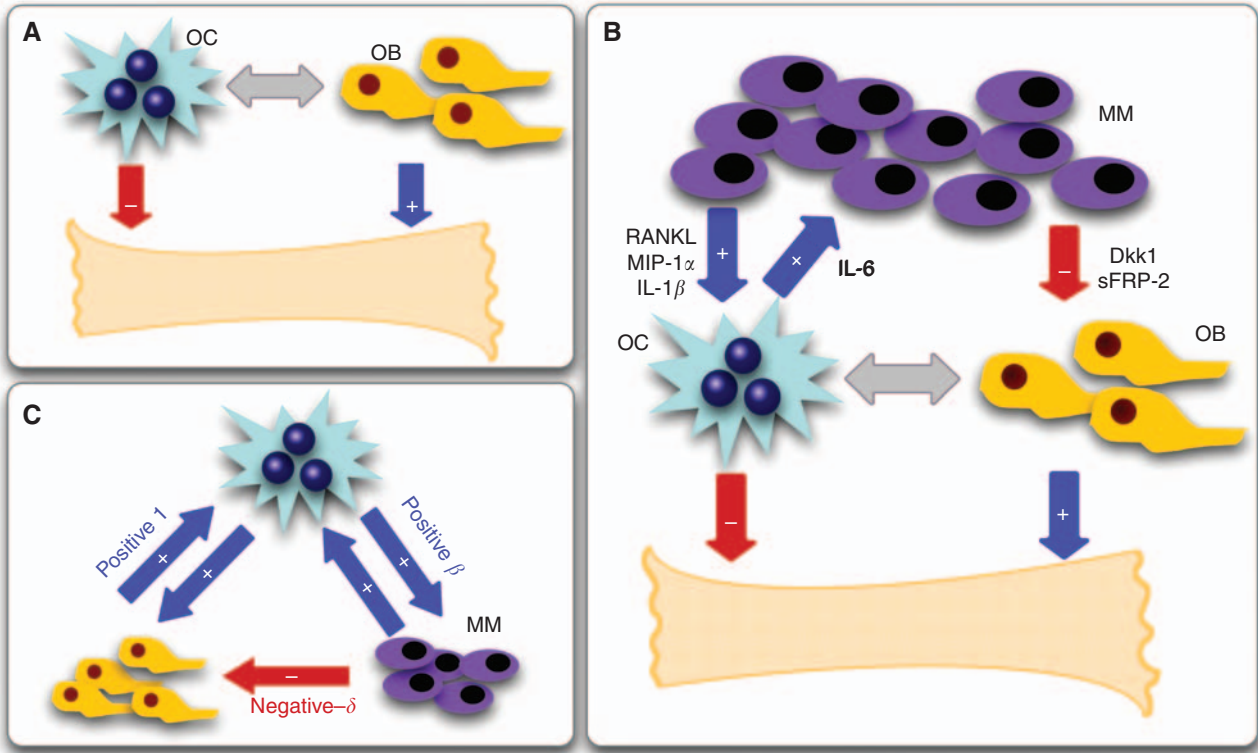 A
OC
OB
−
+
B
MM
RANKL
MIP-1α
IL-1β
+
+
IL-6
−
Dkk1
sFRP-2
OC
OB
−
+
C
Positive 1
+
+
Positive β
+
+
MM
−
Negative–δ